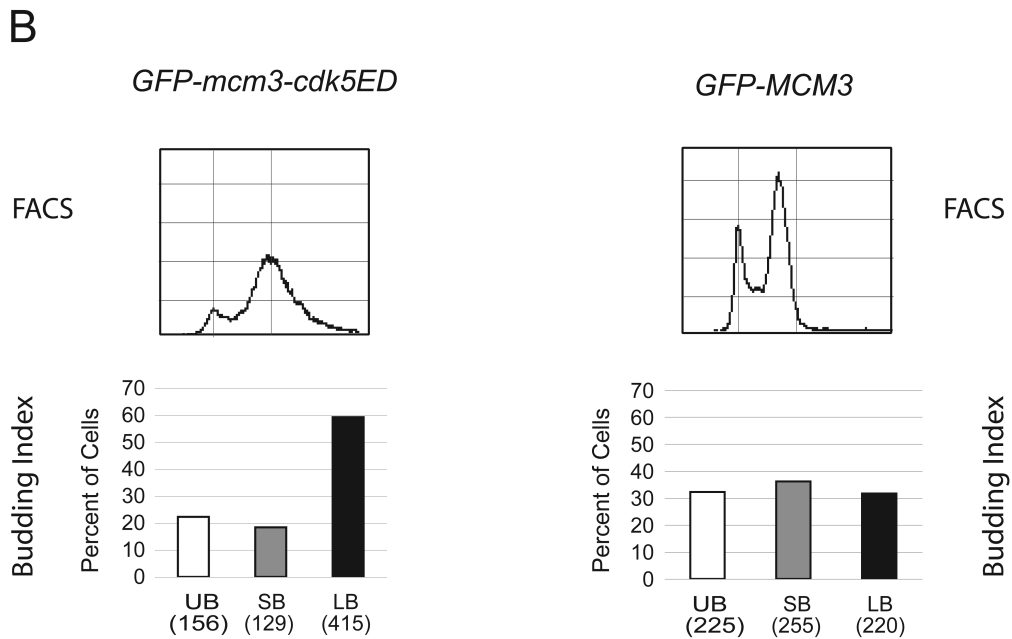 B
GFP-mcm3-cdk5ED
GFP-MCM3
FACS
FACS
Budding Index
Percent of Cells
70
60
50
40
30
20
10
0
UB
(156)
SB
(129)
LB
(415)
Percent of Cells
70
60
50
40
30
20
10
0
UB
(225)
SB
(255)
LB
(220)
Budding Index